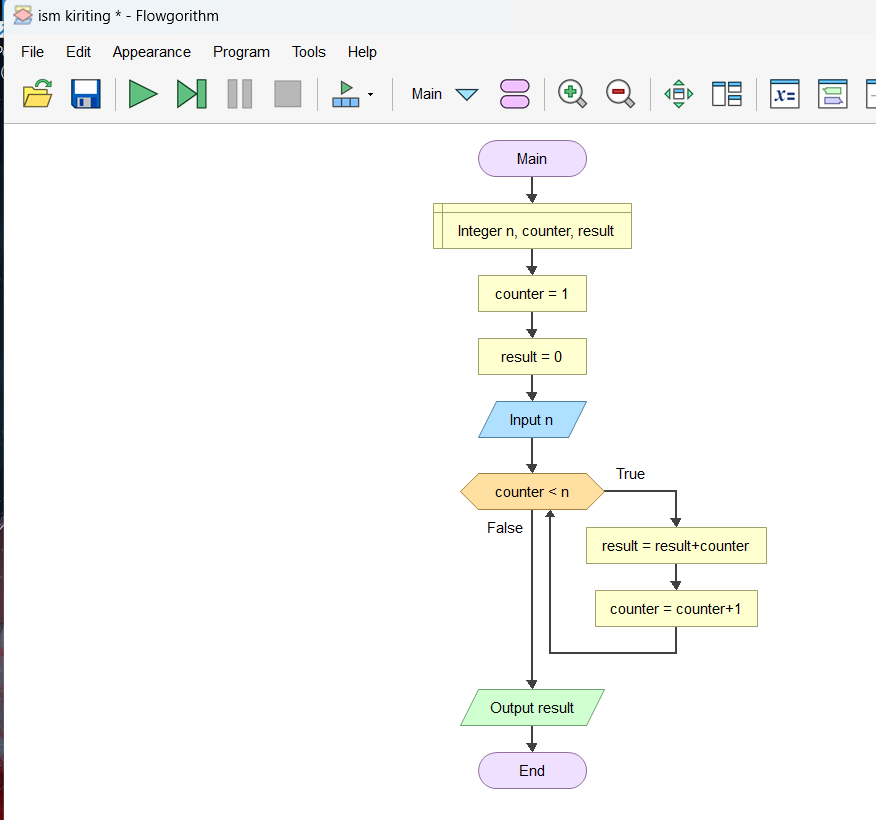 ism kiriting * - Flowgorithm
File Edit Appearance Program Tools Help
Main
x=
Main
Integer n, counter, result
counter = 1
result = 0
Input n
counter < n
True
False
result = result+counter
counter = counter+1
Output result
End